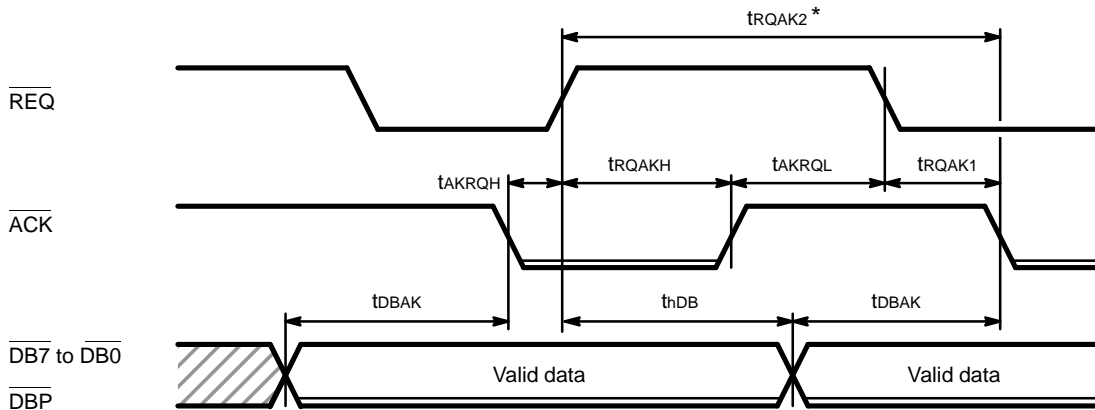 tRQAK2 *
REQ
tAKRQH
tRQAKH
tAKRQL
tRQAK1
ACK
tDBAK
thDB
tDBAK
DB7 to DB0
Valid data
Valid data
DBP